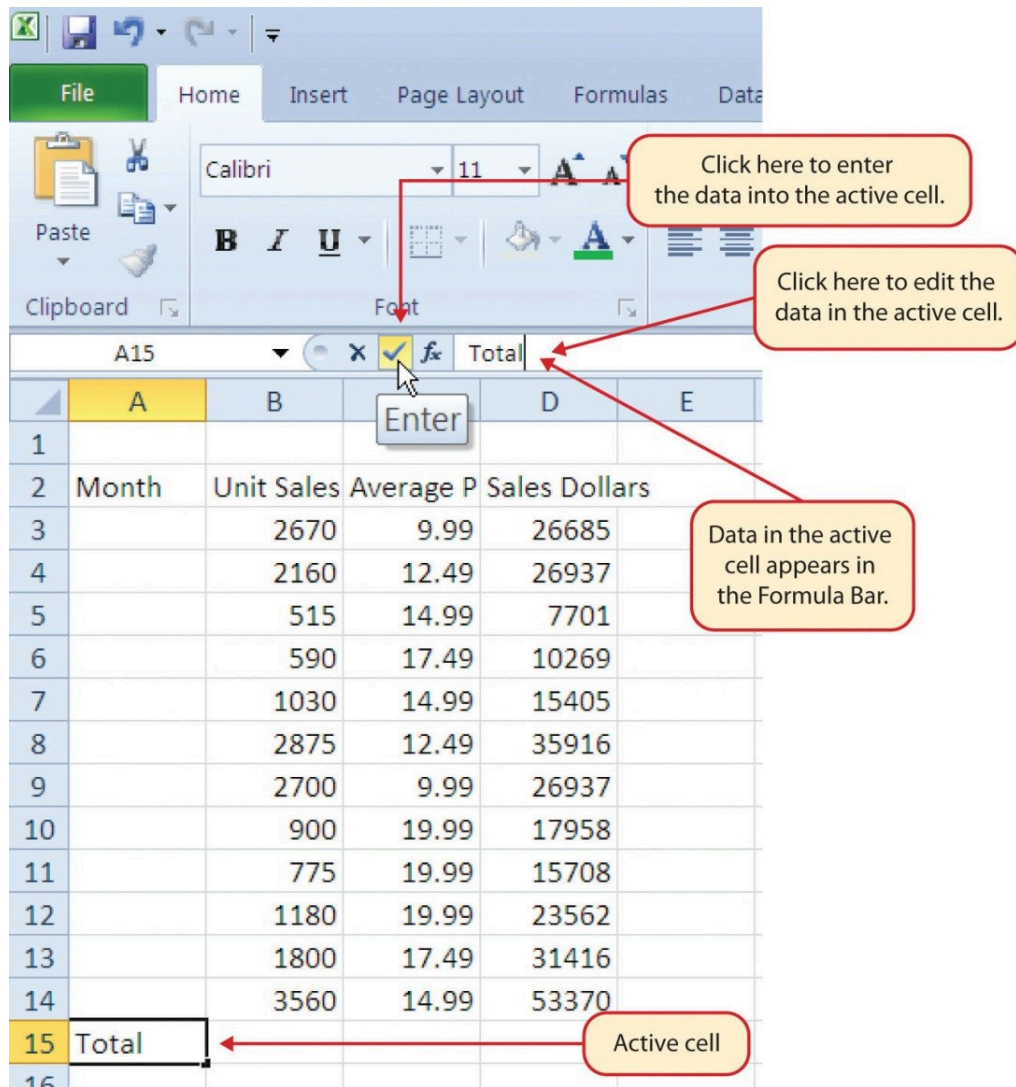 File Home Insert Page Layout Formulas Data
Calibri 11
Click here to enter
the data into the active cell.
Paste
B I U A
Click here to edit the
data in the active cell.
Clipboard Font
A15 fx Total
Enter
A B D E
1
2 Month Unit Sales Average P Sales Dollars
3 2670 9.99 26685
4 2160 12.49 26937
5 515 14.99 7701
6 590 17.49 10269
7 1030 14.99 15405
8 2875 12.49 35916
9 2700 9.99 26937
10 900 19.99 17958
11 775 19.99 15708
12 1180 19.99 23562
13 1800 17.49 31416
14 3560 14.99 53370
15 Total
16
Data in the active
cell appears in
the Formula Bar.
Active cell